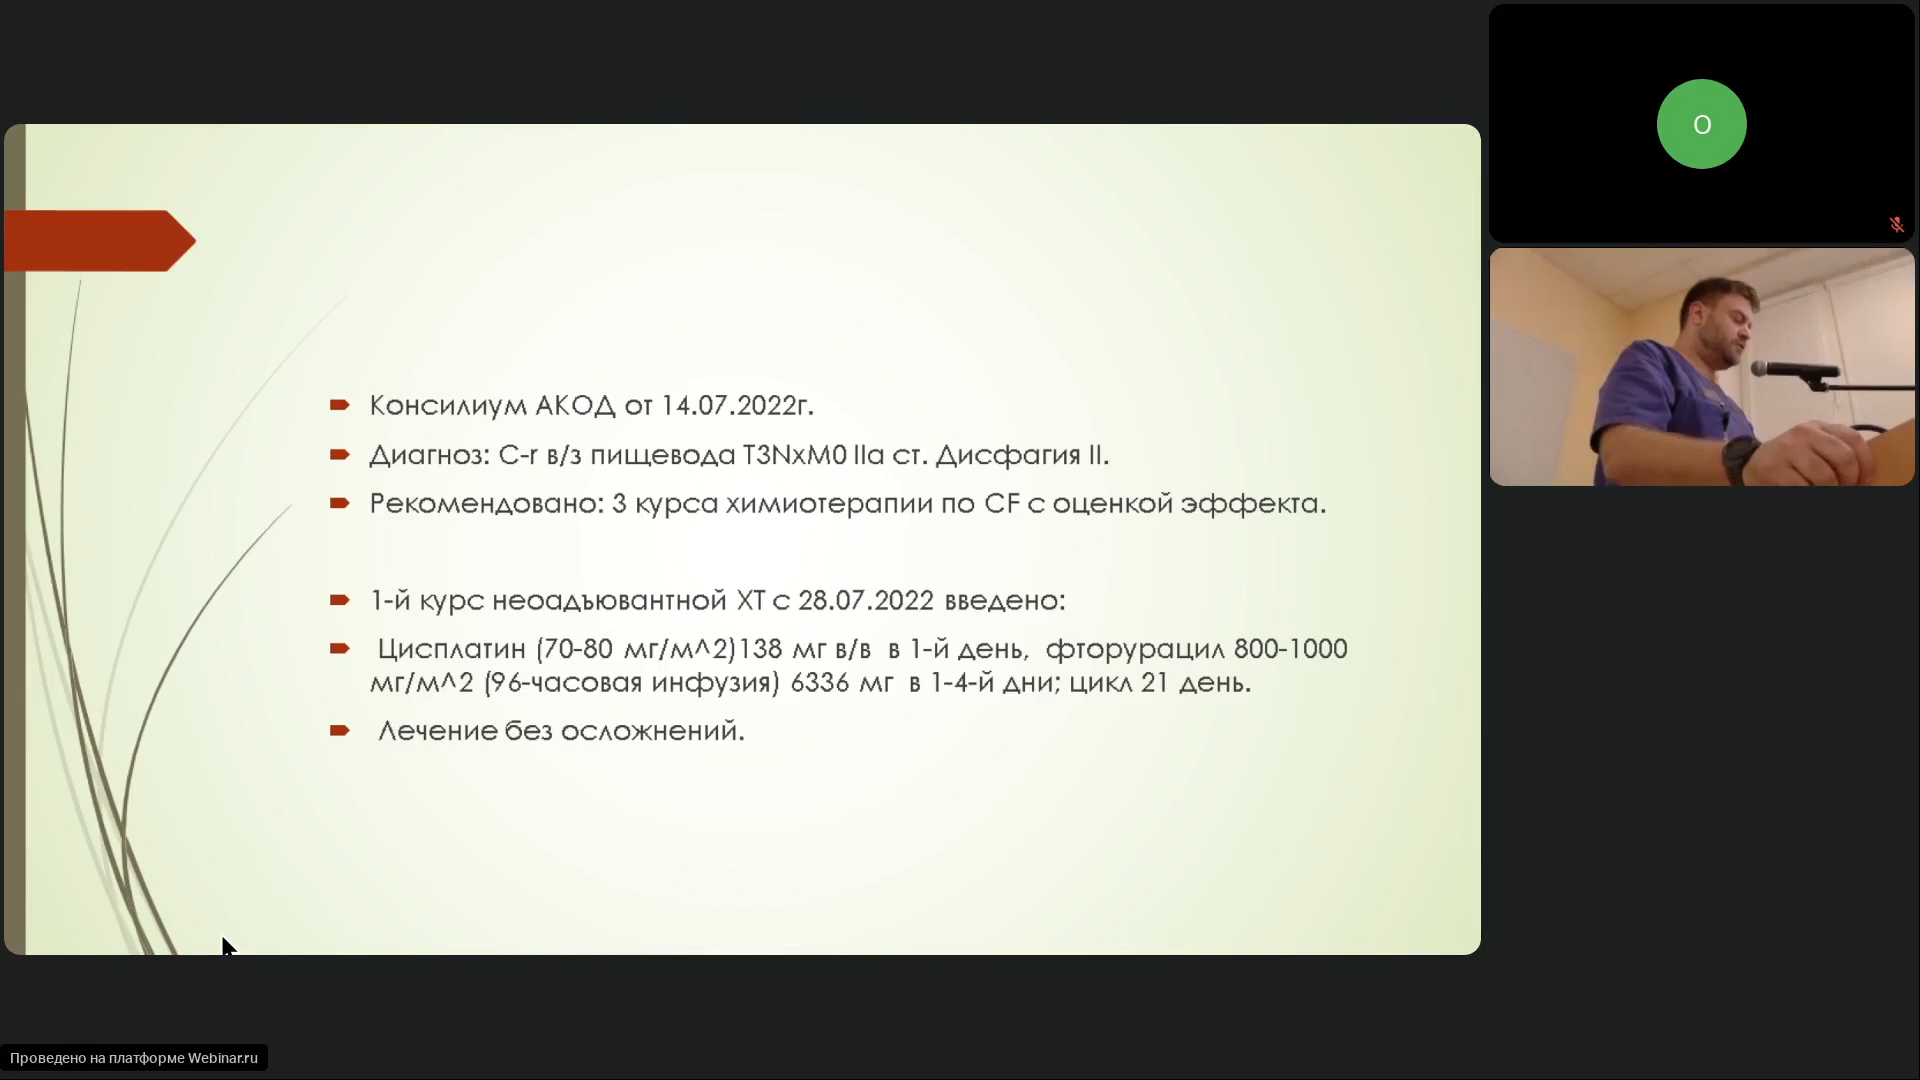 Консилиум АКОД от 14.07.2022г.
Диагноз: C-r в/з пищевода T3NxM0 IIa ст. Дисфагия II.
Рекомендовано: 3 курса химиотерапии по CF с оценкой эффекта.
1-й курс неоадъювантной ХТ с 28.07.2022 введено:
Цисплатин (70-80 мг/м^2)138 мг в/в в 1-й день, фторурацил 800-1000
мг/м^2 (96-часовая инфузия) 6336 мг в 1-4-й дни; цикл 21 день.
Лечение без осложнений.
О
Проведено на платформе Webinar.ru